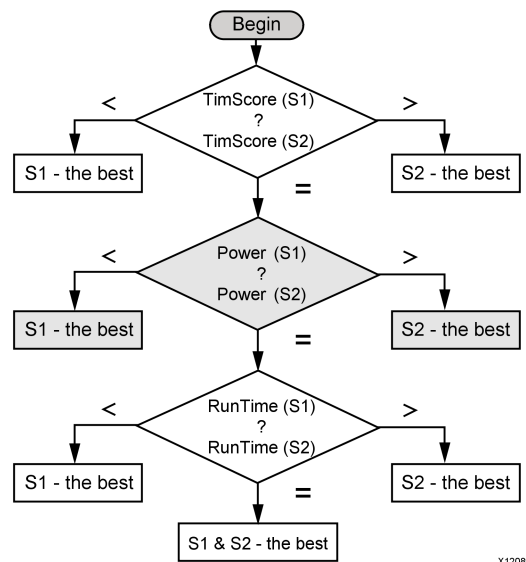 Begin
<
TimScore (S1)
?
TimScore (S2)
>
S1 - the best
S2 - the best
=
<
Power (S1)
?
Power (S2)
>
S1 - the best
S2 - the best
=
<
RunTime (S1)
?
RunTime (S2)
>
S1 - the best
S2 - the best
=
S1 & S2 - the best
X1208